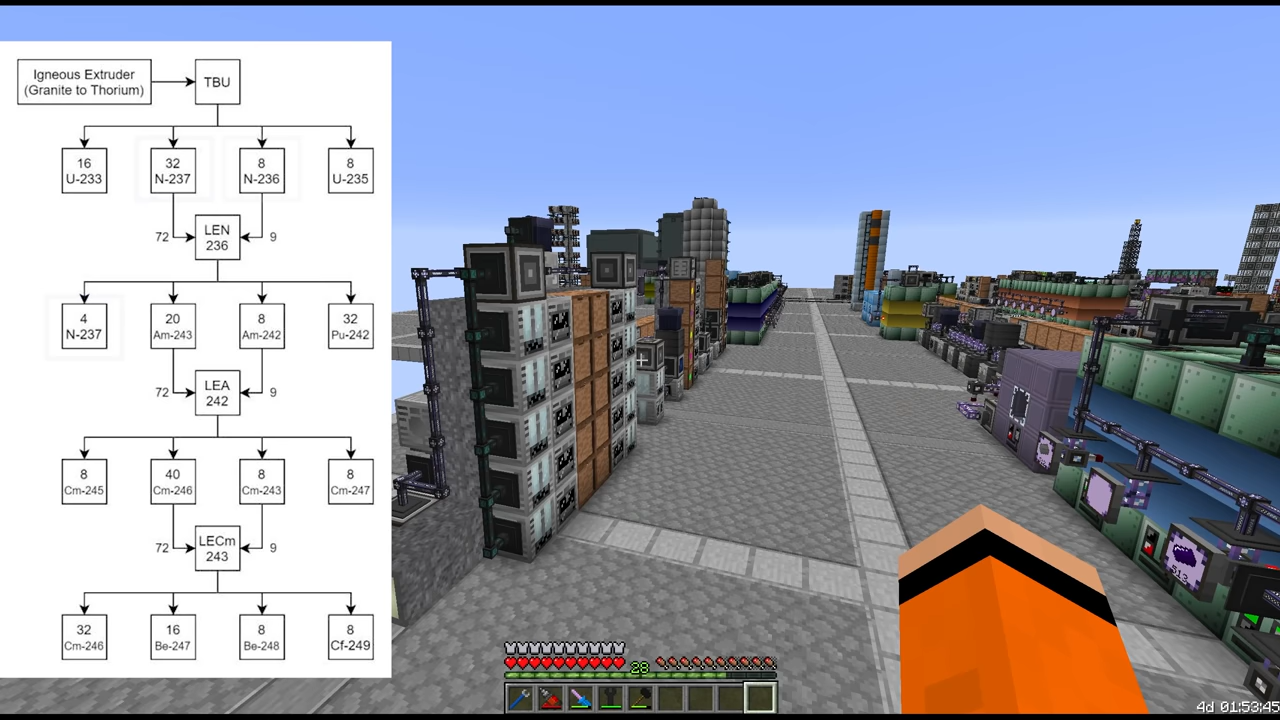 Igneous Extruder
(Granite to Thorium)
TBU
16
U-233
32
N-237
8
N-236
8
U-235
72
LEN
236
9
4
N-237
20
Am-243
8
Am-242
32
Pu-242
72
LEA
242
9
8
Cm-245
40
Cm-246
8
Cm-243
8
Cm-247
72
LECm
243
9
32
Cm-246
16
Be-247
8
Be-248
8
Cf-249
513
28
4d 01:53:45